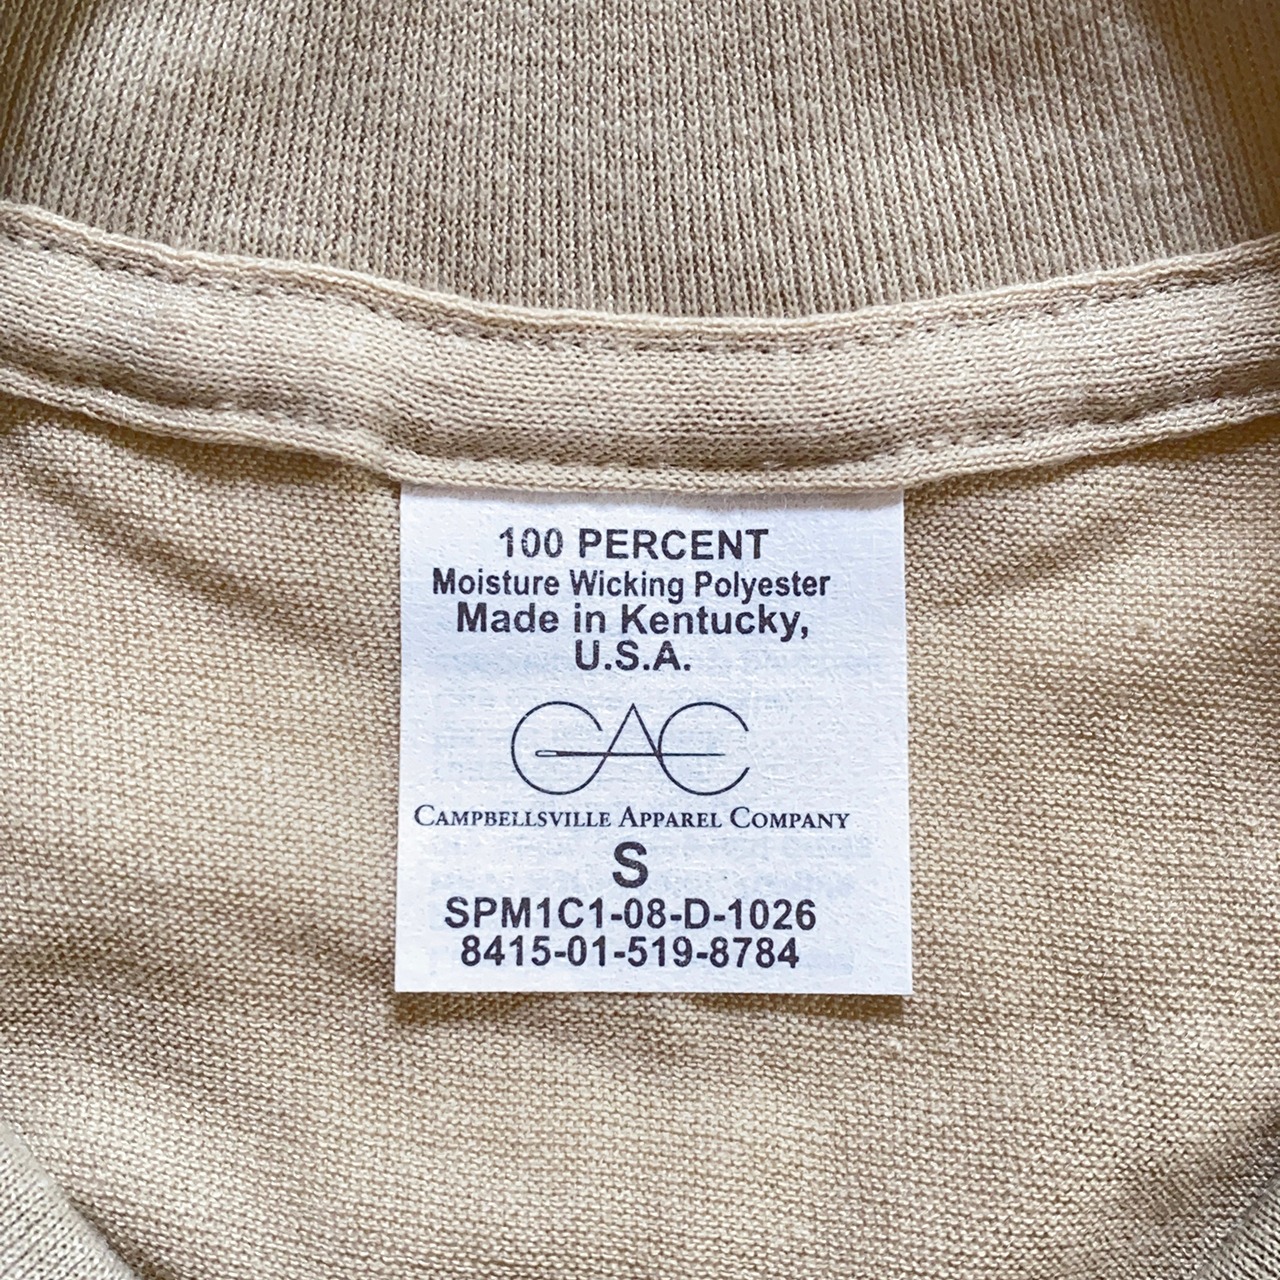 100 PERCENT
Moisture Wicking Polyester
Made in Kentucky,
U.S.A.
CAC
CAMPBELLSVILLE APPAREL COMPANY
S
SPM1C1-08-D-1026
8415-01-519-8784